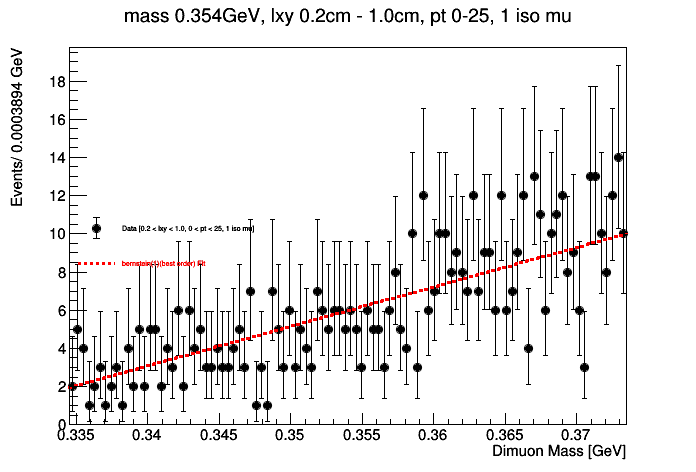 mass 0.354GeV, lxy 0.2cm - 1.0cm, pt 0-25, 1 iso mu
Events/ 0.0003894 GeV
18
16
14
12
10
8
6
4
2
0
Data [0.2 < lxy < 1.0, 0 < pt < 25, 1 iso mu]
bernstein(1)(best order) Fit
0.335 0.34 0.345 0.35 0.355 0.36 0.365 0.37
Dimuon Mass [GeV]